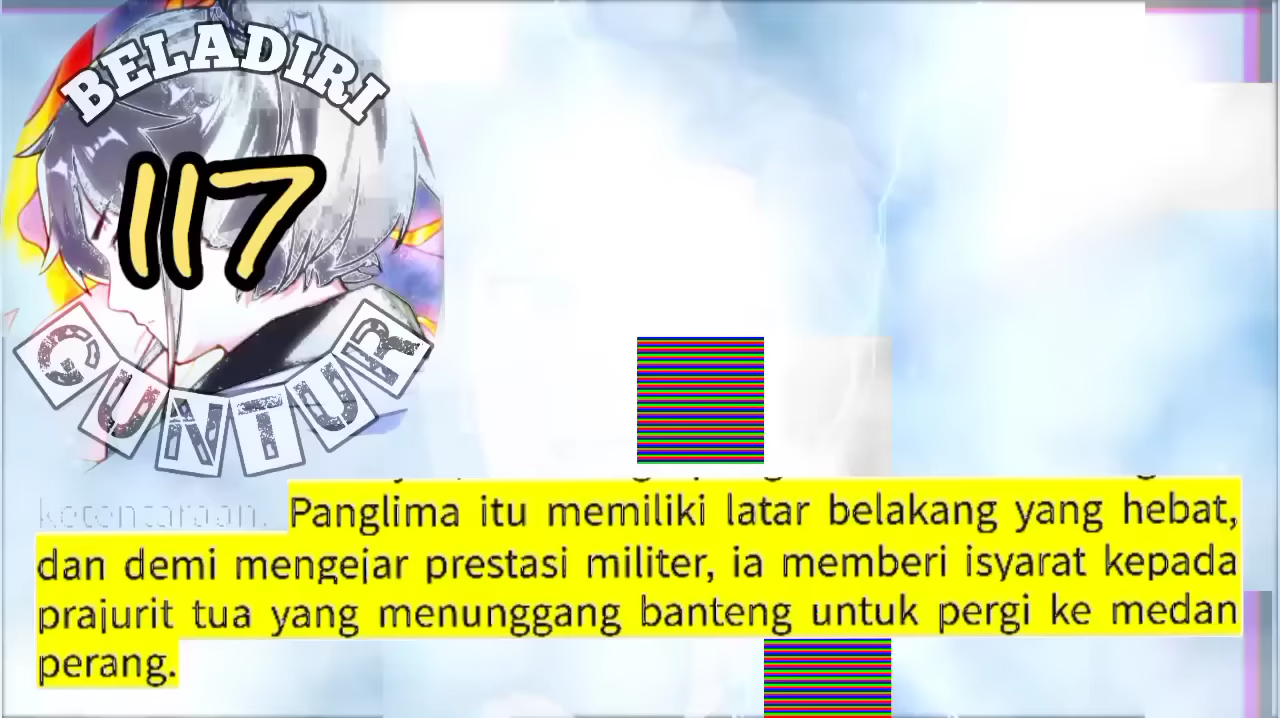 BELADIRI
117
GUNTUR
ketentaraan. Panglima itu memiliki latar belakang yang hebat,
dan demi mengejar prestasi militer, ia memberi isyarat kepada
prajurit tua yang menunggang banteng untuk pergi ke medan
perang.